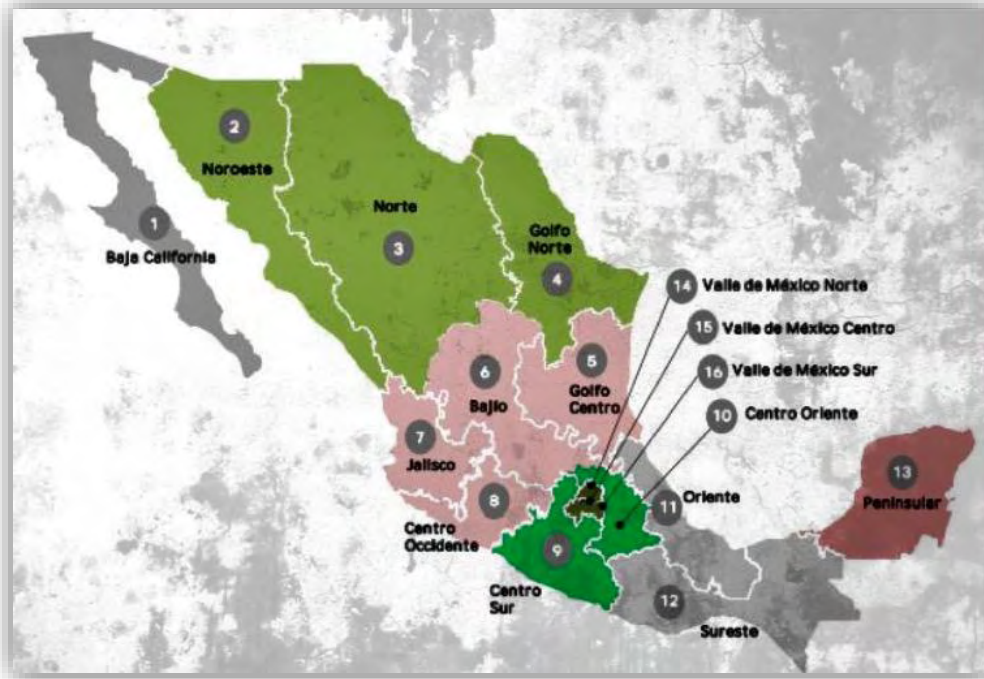 1
Baja California
2
Noroeste
Norte
3
Golfo
Norte
4
5
Golfo
Centro
6
Bajío
7
Jalisco
8
Centro
Occidente
9
Centro
Sur
14 Valle de México Norte
15 Valle de México Centro
16 Valle de México Sur
10 Centro Oriente
11 Oriente
12
Sureste
13
Peninsular